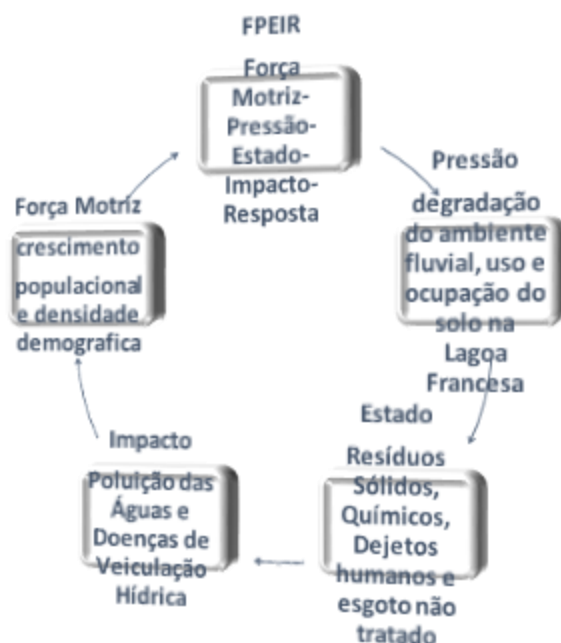 FPEIR
Força
Motriz-
Pressão-
Estado-
Impacto-
Resposta
Pressão
degradação
do ambiente
fluvial, uso e
ocupação do
solo na
Lagoa
Francesa
Estado
Resíduos
Sólidos,
Químicos,
Dejetos
humanos e
esgoto não
tratado
Impacto
Poluição das
Águas e
Doenças de
Veiculação
Hídrica
Força Motriz
crescimento
populacional
e densidade
demografica